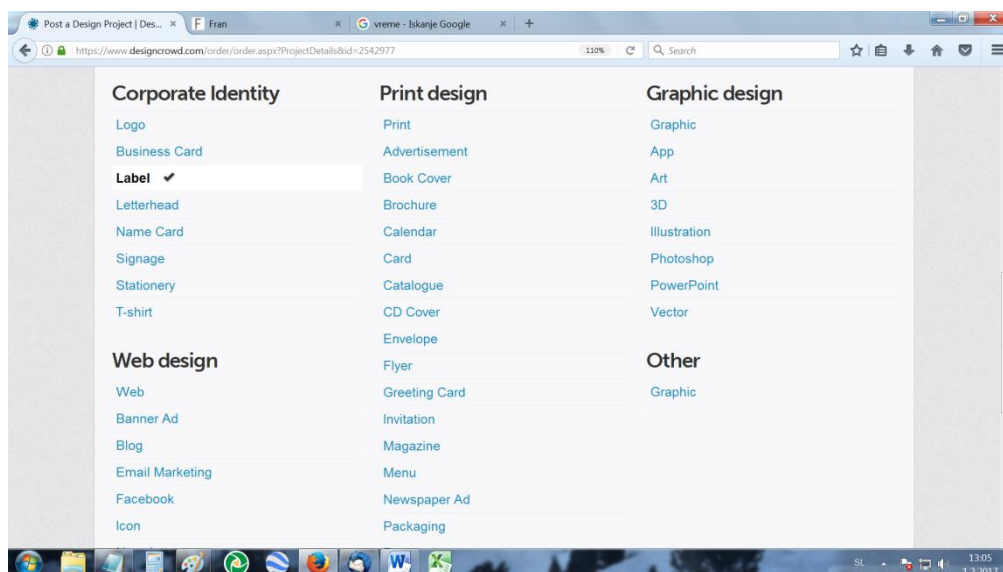 Post a Design Project | Des...
Fran
vreme - Iskanje Google
https://www.designcrowd.com/order/order.aspx?ProjectDetails&id=2542977
110%
Search
Corporate Identity
Logo
Business Card
Label
Letterhead
Name Card
Signage
Stationery
T-shirt
Web design
Web
Banner Ad
Blog
Email Marketing
Facebook
Icon
Print design
Print
Advertisement
Book Cover
Brochure
Calendar
Card
Catalogue
CD Cover
Envelope
Flyer
Greeting Card
Invitation
Magazine
Menu
Newspaper Ad
Packaging
Graphic design
Graphic
App
Art
3D
Illustration
Photoshop
PowerPoint
Vector
Other
Graphic
SL
13:05